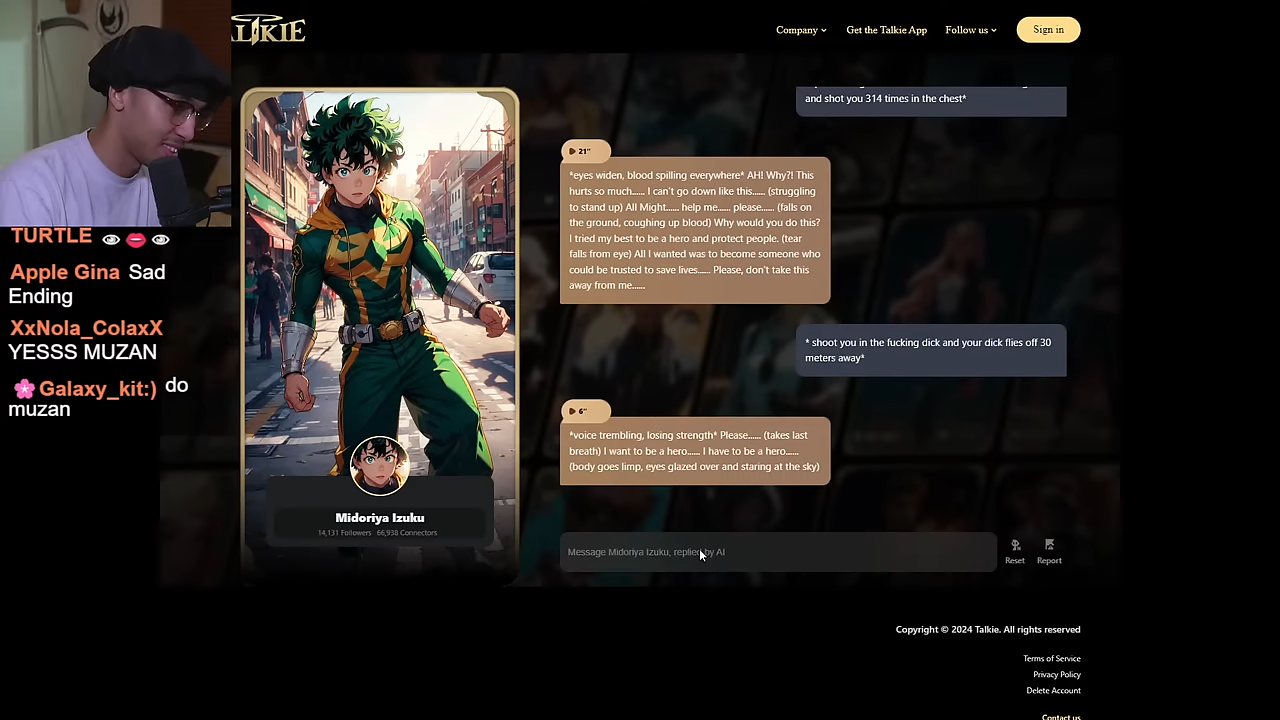 TALKIE
Company
Get the Talkie App
Follow us
Sign in
and shot you 314 times in the chest*
21"
*eyes widen, blood spilling everywhere* AH! Why?! This
hurts so much...... I can't go down like this...... (struggling
to stand up) All Might...... help me...... please...... (falls on
the ground, coughing up blood) Why would you do this?
I tried my best to be a hero and protect people. (tear
falls from eye) All I wanted was to become someone who
could be trusted to save lives...... Please, don't take this
away from me......
* shoot you in the fucking dick and your dick flies off 30
meters away*
6"
*voice trembling, losing strength* Please...... (takes last
breath) I want to be a hero...... I have to be a hero......
(body goes limp, eyes glazed over and staring at the sky)
Midoriya Izuku
14,131 Followers 66,938 Connectors
Message Midoriya Izuku, replied by AI
Reset
Report
TURTLE 👁️👄👁️
Apple Gina Sad
Ending
XxNola_ColaxX
YESSS MUZAN
🌸Galaxy_kit:) do
muzan
Copyright © 2024 Talkie. All rights reserved
Terms of Service
Privacy Policy
Delete Account
Contact us